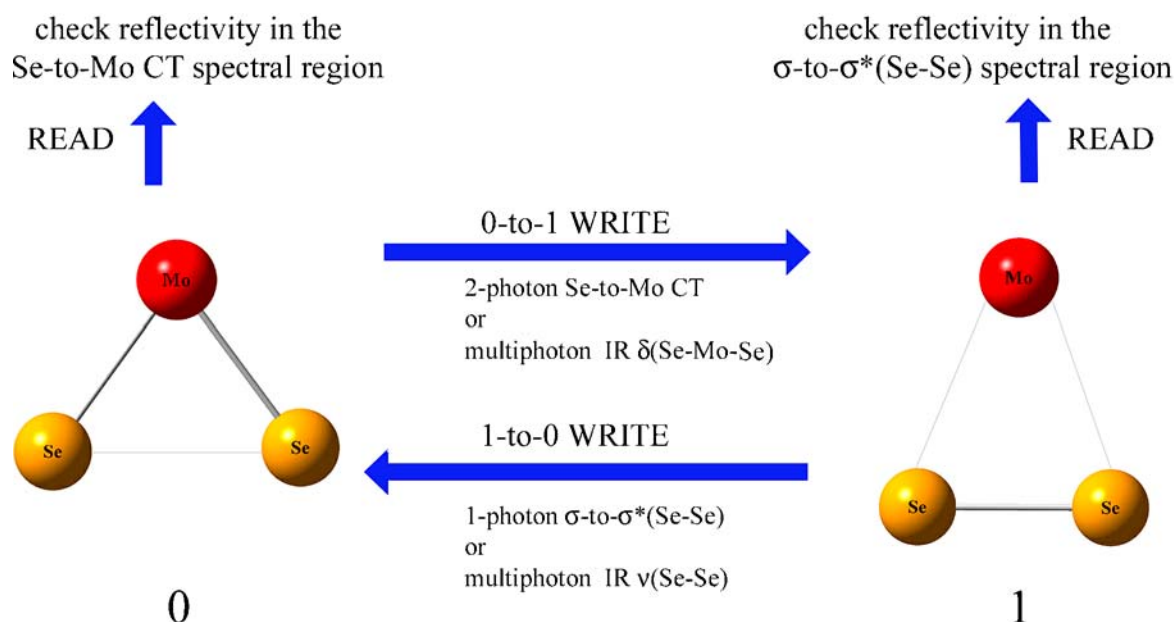 check reflectivity in the
Se-to-Mo CT spectral region
READ
check reflectivity in the
σ-to-σ*(Se-Se) spectral region
READ
0-to-1 WRITE
2-photon Se-to-Mo CT
or
multiphoton IR δ(Se-Mo-Se)
Mo
Se
Se
Mo
Se
Se
1-to-0 WRITE
1-photon σ-to-σ*(Se-Se)
or
multiphoton IR ν(Se-Se)
0
1